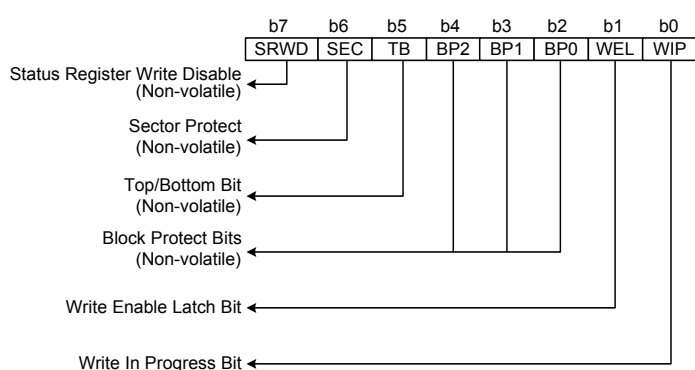 b7 b6 b5 b4 b3 b2 b1 b0
SRWD SEC TB BP2 BP1 BP0 WEL WIP
Status Register Write Disable
(Non-volatile)
Sector Protect
(Non-volatile)
Top/Bottom Bit
(Non-volatile)
Block Protect Bits
(Non-volatile)
Write Enable Latch Bit
Write In Progress Bit